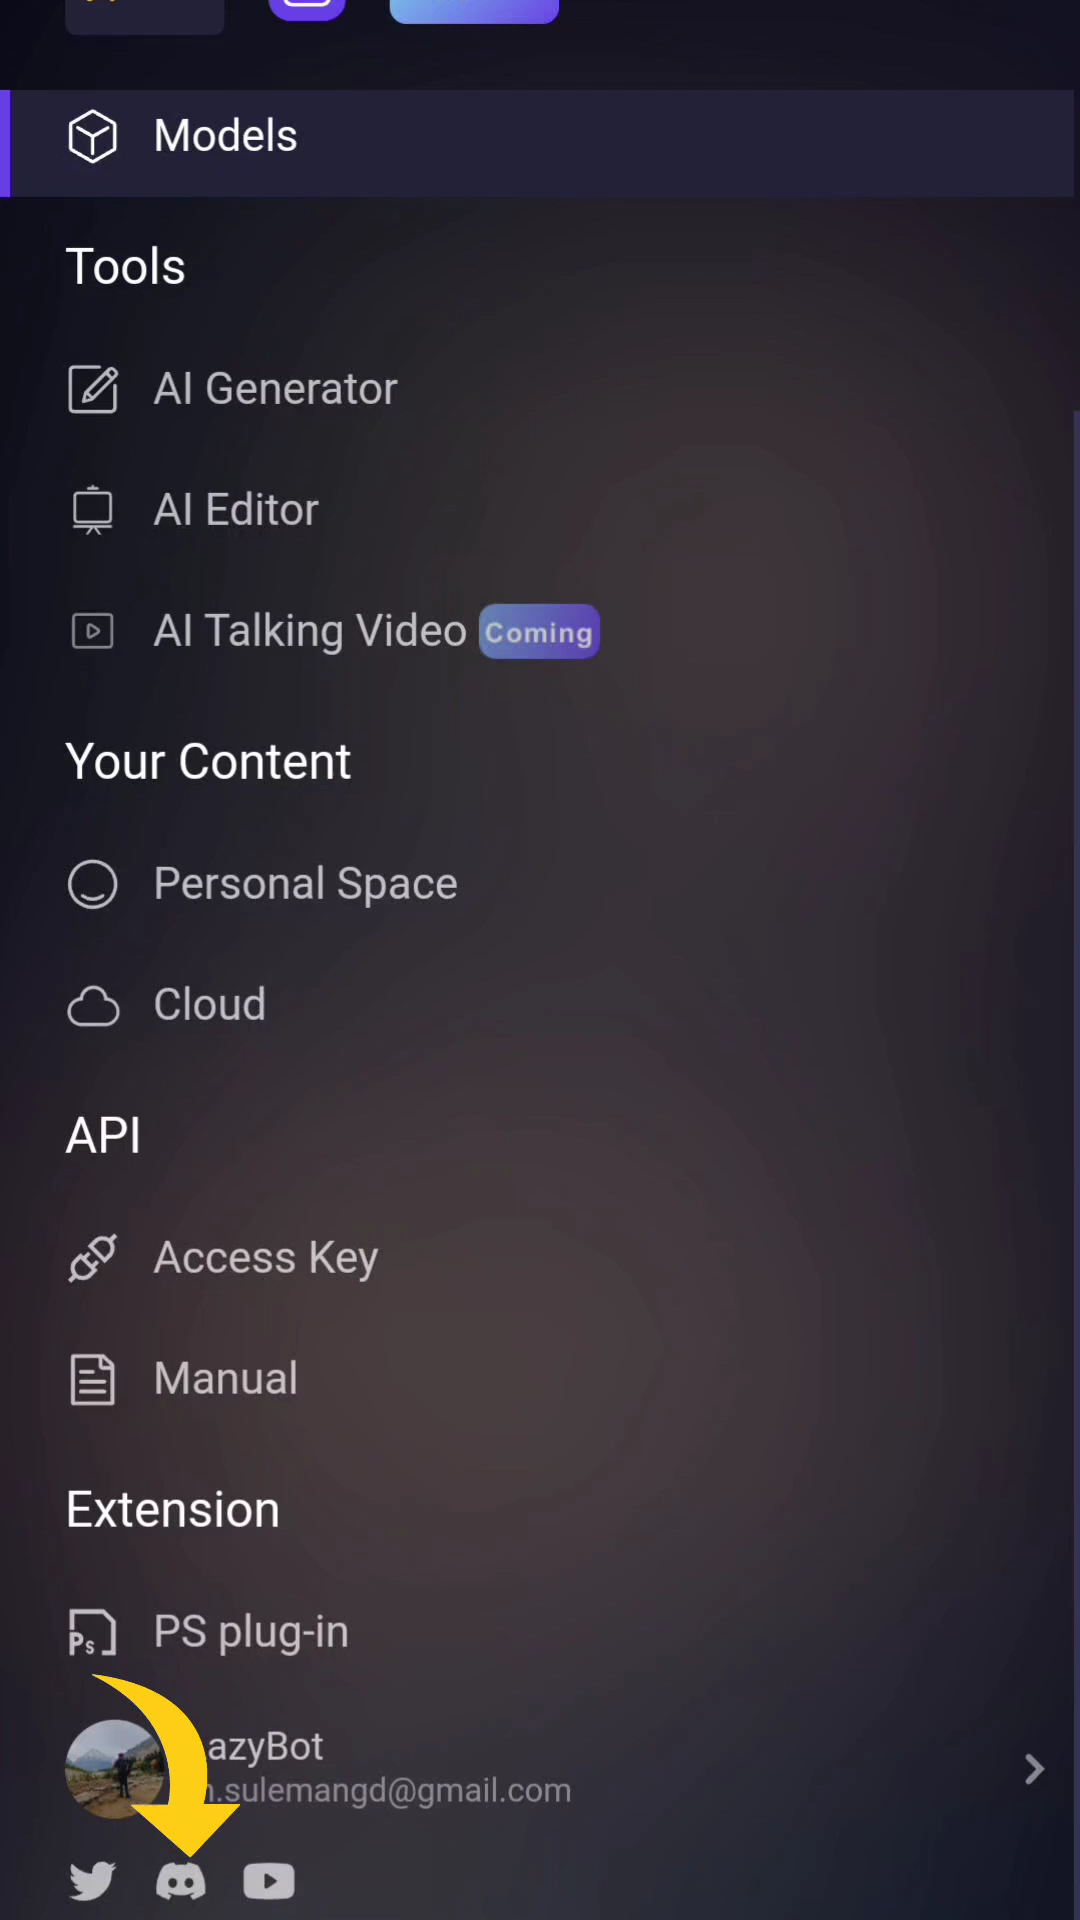 Models
Tools
AI Generator
AI Editor
AI Talking Video Coming
Your Content
Personal Space
Cloud
API
Access Key
Manual
Extension
Ps PS plug-in
azyBot
.sulemangd@gmail.com